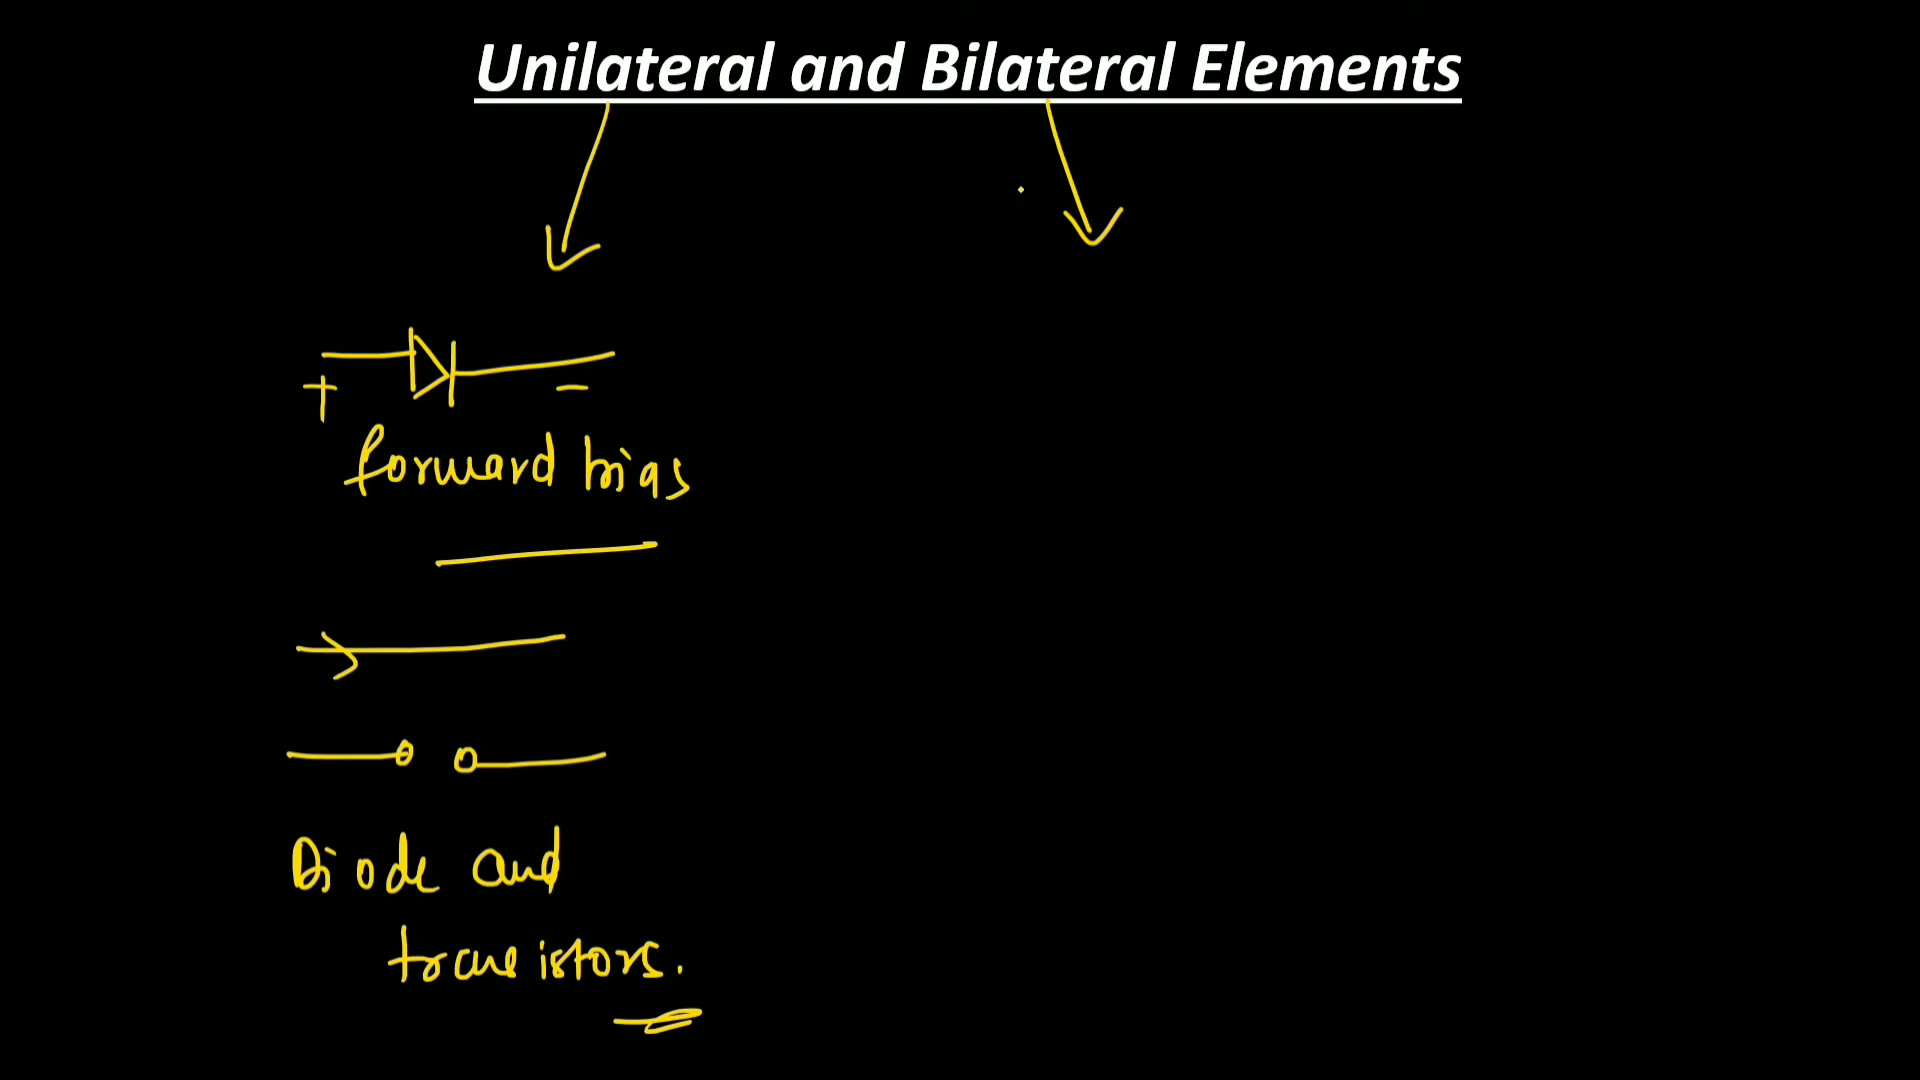 Unilateral and Bilateral Elements
+ -
forward bias
Diode and
transistors.